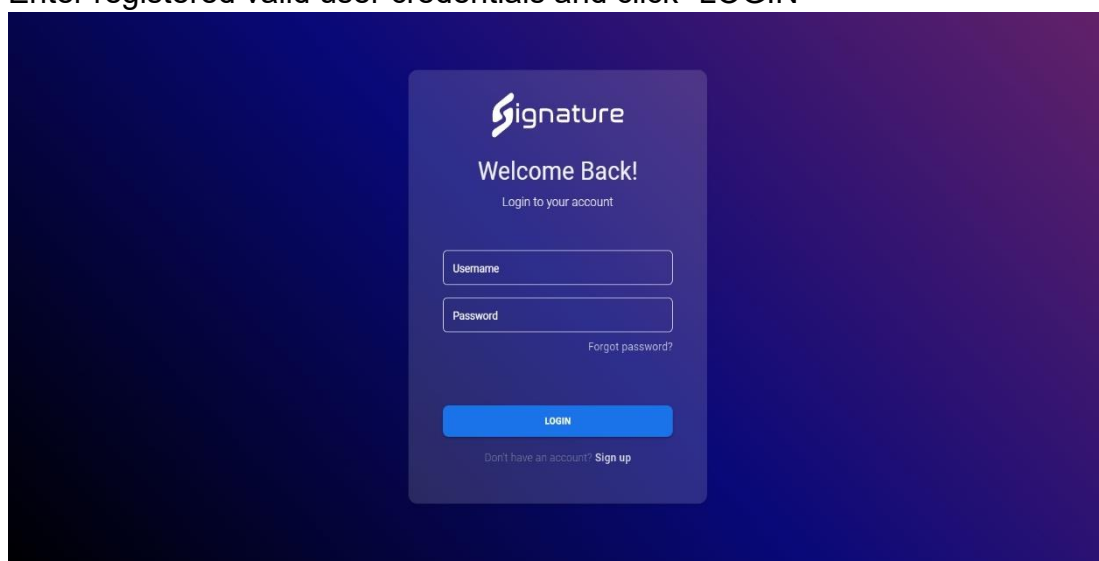 Enter registered valid user credentials and click "LOGIN"
Signature
Welcome Back!
Login to your account
Username
Password
Forgot password?
LOGIN
Don't have an account? Sign up